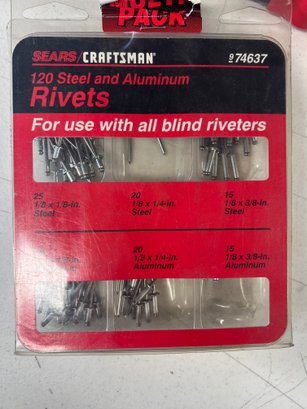 PACK
SEARS/CRAFTSMAN
9 74637
120 Steel and Aluminum
Rivets
For use with all blind riveters
25
1/8 x 1/8-in.
Steel
20
1/8 x 1/4-in.
Steel
15
1/8 x 3/8-in.
Steel
20
1/8 x 1/4-in.
Aluminum
15
1/8 x 3/8-in.
Aluminum